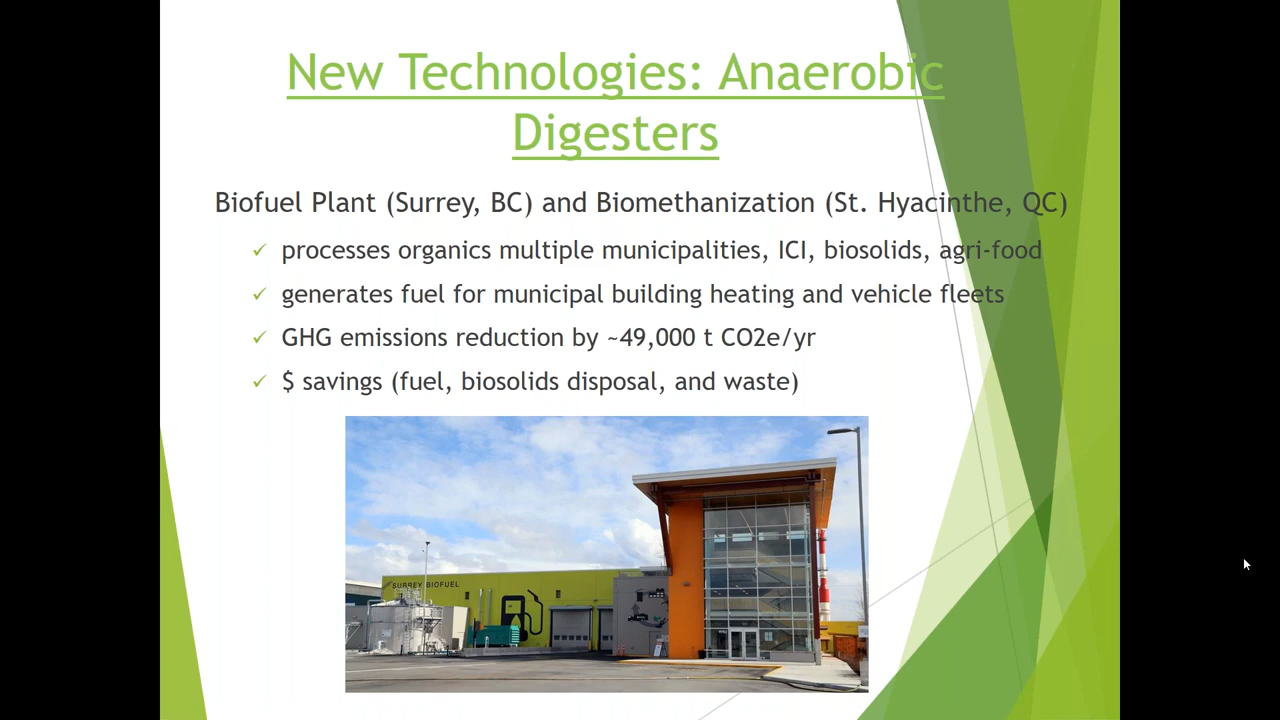 New Technologies: Anaerobic
Digesters
Biofuel Plant (Surrey, BC) and Biomethanization (St. Hyacinthe, QC)
processes organics multiple municipalities, ICI, biosolids, agri-food
generates fuel for municipal building heating and vehicle fleets
GHG emissions reduction by ~49,000 t CO2e/yr
$ savings (fuel, biosolids disposal, and waste)
SURREY BIOFUEL